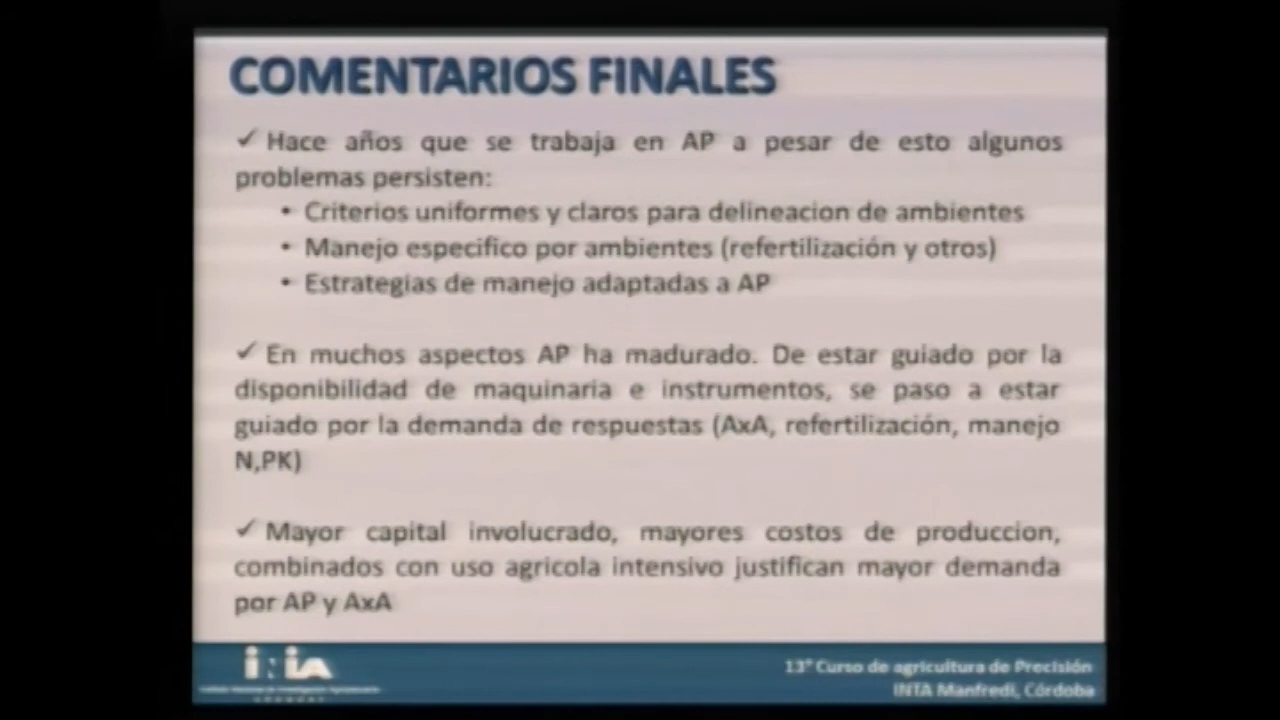 COMENTARIOS FINALES
✓ Hace años que se trabaja en AP a pesar de esto algunos
problemas persisten:
• Criterios uniformes y claros para delineacion de ambientes
• Manejo especifico por ambientes (refertilización y otros)
• Estrategias de manejo adaptadas a AP
✓ En muchos aspectos AP ha madurado. De estar guiado por la
disponibilidad de maquinaria e instrumentos, se paso a estar
guiado por la demanda de respuestas (AxA, refertilización, manejo
N,PK)
✓ Mayor capital involucrado, mayores costos de produccion,
combinados con uso agricola intensivo justifican mayor demanda
por AP y AxA
inia
13° Curso de agricultura de Precisión
INTA Manfredi, Córdoba